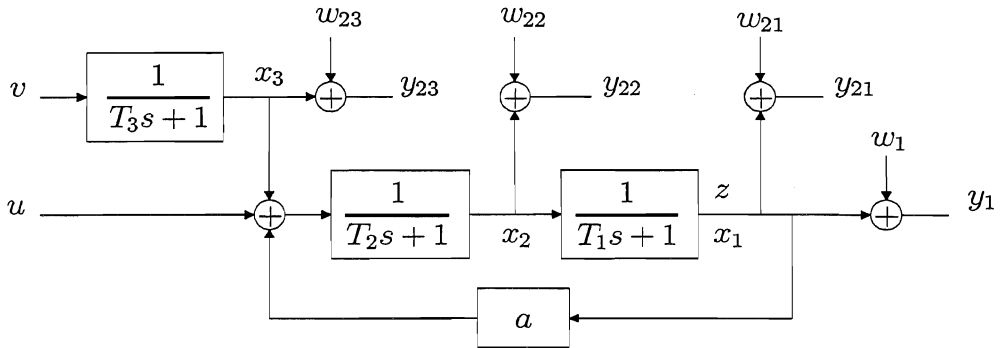 w23 w22 w21
v 1 x3 y23 y22 y21
T3s + 1
w1
u 1 1 z y1
T2s + 1 x2 T1s + 1 x1
a